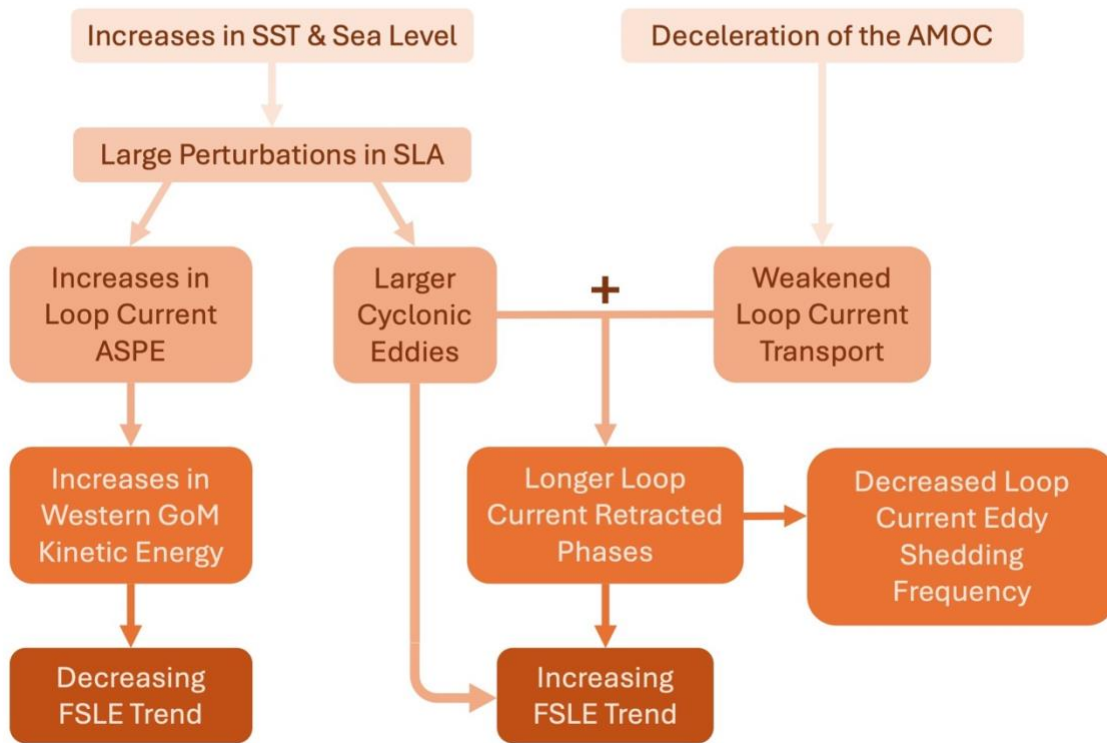 Increases in SST & Sea Level
Deceleration of the AMOC
Large Perturbations in SLA
Increases in
Loop Current
ASPE
Larger
Cyclonic
Eddies
+
Weakened
Loop Current
Transport
Increases in
Western GoM
Kinetic Energy
Longer Loop
Current Retracted
Phases
Decreased Loop
Current Eddy
Shedding
Frequency
Decreasing
FSLE Trend
Increasing
FSLE Trend